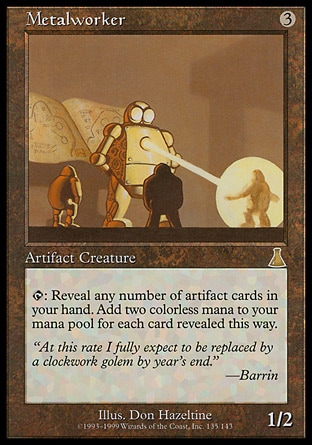 Metalworker 3
Artifact Creature
: Reveal any number of artifact cards in
your hand. Add two colorless mana to your
mana pool for each card revealed this way.
“At this rate I fully expect to be replaced by
a clockwork golem by year’s end.”
—Barrin
Illus. Don Hazeltine
©1993-1999 Wizards of the Coast, Inc. 135/143
1/2